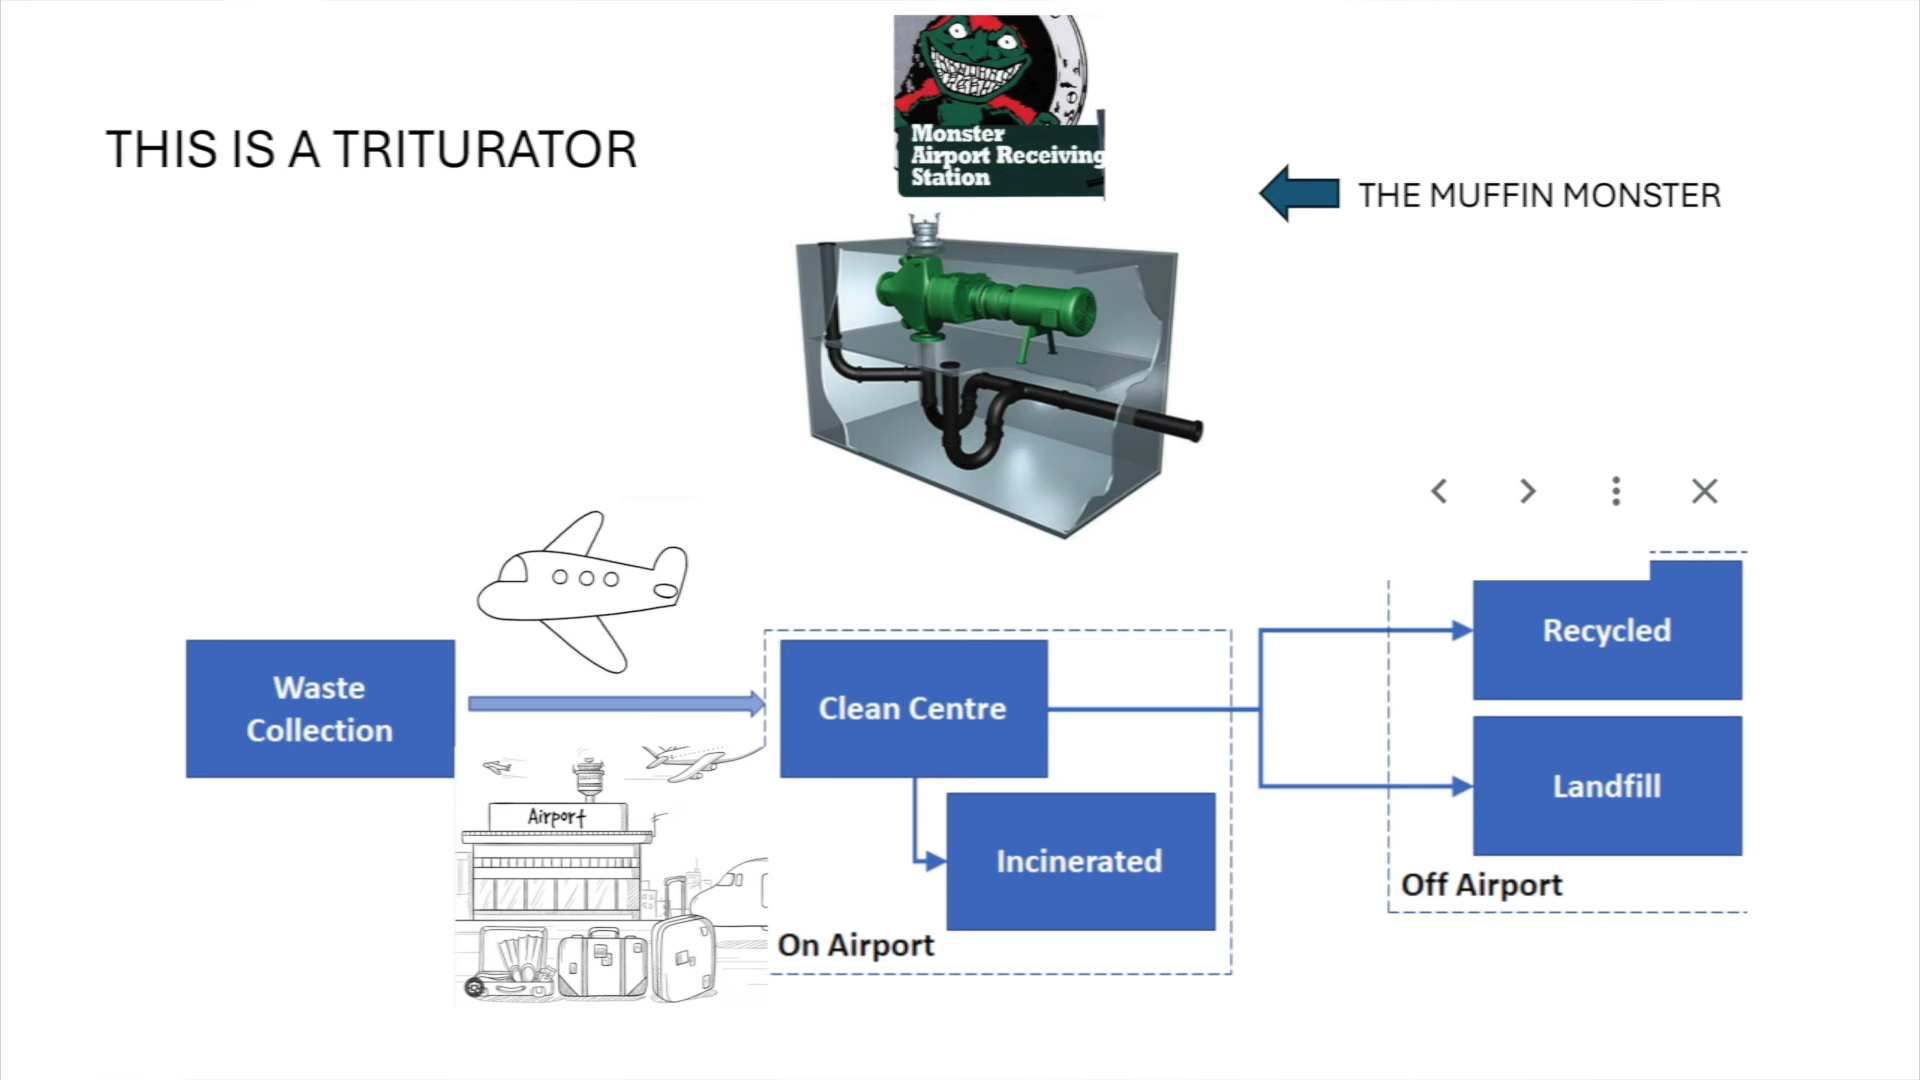 Monster
Airport Receiving
Station
THIS IS A TRITURATOR
THE MUFFIN MONSTER
Waste
Collection
Clean Centre
Incinerated
On Airport
Recycled
Landfill
Off Airport
Airport